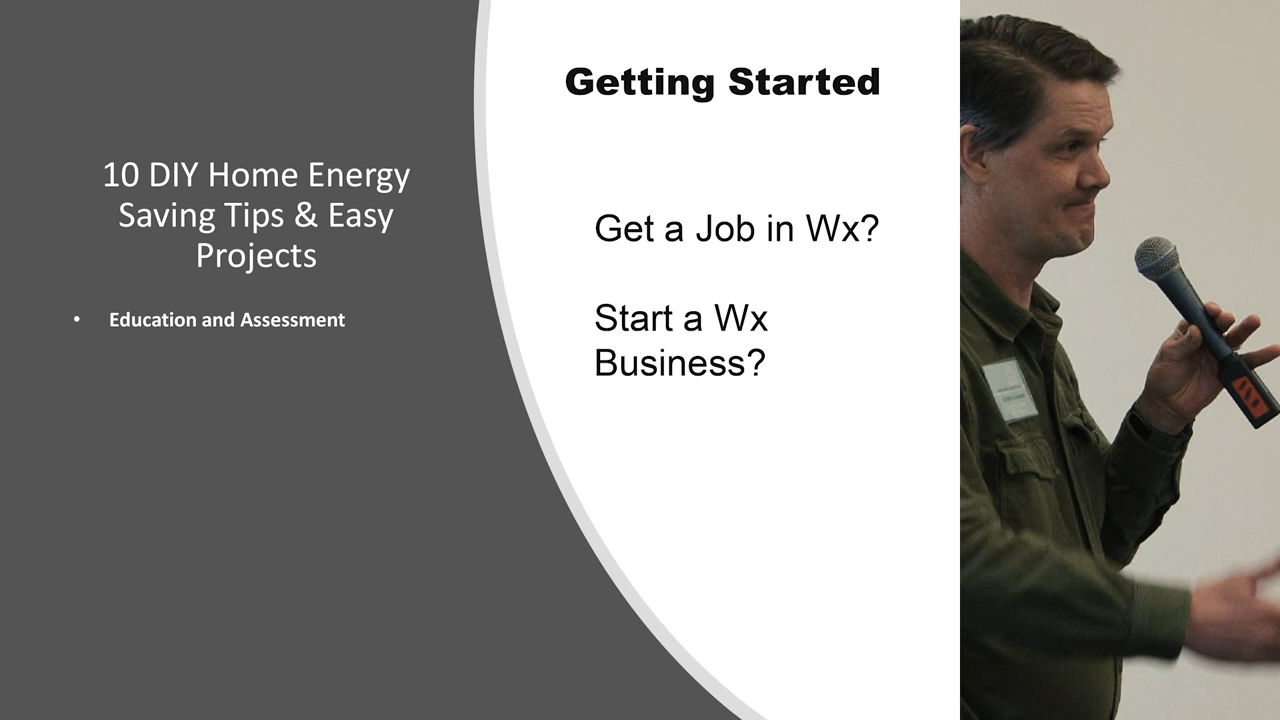 10 DIY Home Energy
Saving Tips & Easy
Projects
• Education and Assessment
Getting Started
Get a Job in Wx?
Start a Wx
Business?